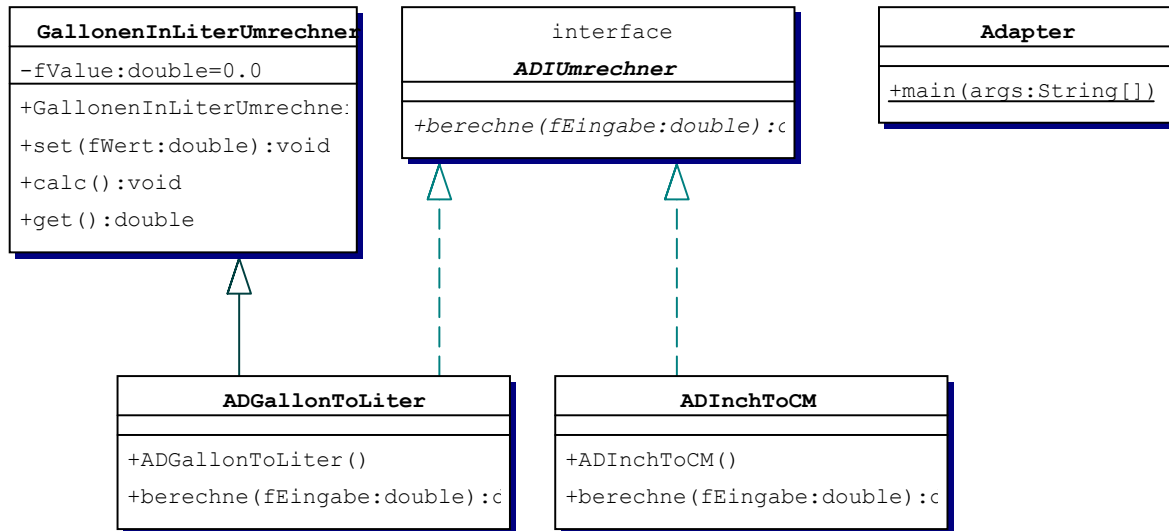 GallonenInLiterUmrechner
-fValue:double=0.0
+GallonenInLiterUmrechner
+set(fWert:double):void
+calc():void
+get():double
interface
ADIUmrechner
+berechne(fEingabe:double):d
Adapter
+main(args:String[])
ADGallonToLiter
+ADGallonToLiter()
+berechne(fEingabe:double):d
ADInchToCM
+ADInchToCM()
+berechne(fEingabe:double):d